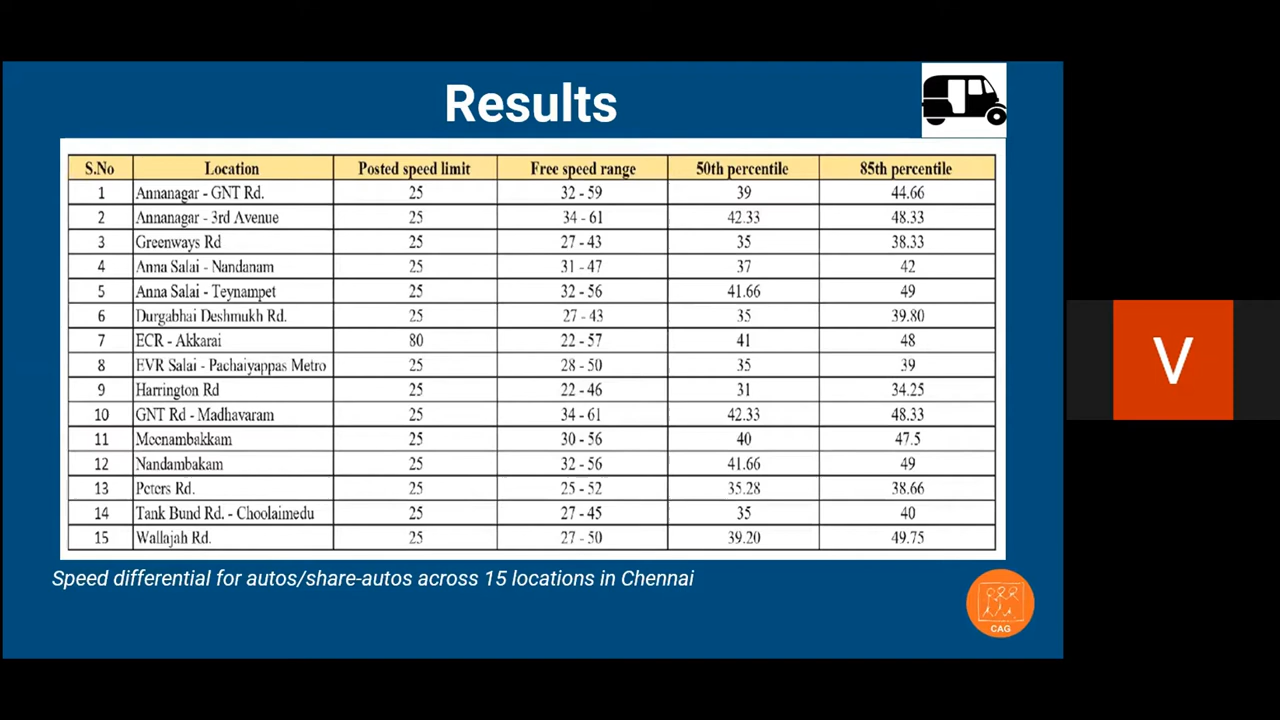 Results
S.No Location Posted speed limit Free speed range 50th percentile 85th percentile
1 Annanagar - GNT Rd. 25 32 - 59 39 44.66
2 Annanagar - 3rd Avenue 25 34 - 61 42.33 48.33
3 Greenways Rd 25 27 - 43 35 38.33
4 Anna Salai - Nandanam 25 31 - 47 37 42
5 Anna Salai - Teynampet 25 32 - 56 41.66 49
6 Durgabhai Deshmukh Rd. 25 27 - 43 35 39.80
7 ECR - Akkarai 80 22 - 57 41 48
8 EVR Salai - Pachaiyappas Metro 25 28 - 50 35 39
9 Harrington Rd 25 22 - 46 31 34.25
10 GNT Rd - Madhavaram 25 34 - 61 42.33 48.33
11 Meenambakkam 25 30 - 56 40 47.5
12 Nandambakam 25 32 - 56 41.66 49
13 Peters Rd. 25 25 - 52 35.28 38.66
14 Tank Bund Rd. - Choolaimedu 25 27 - 45 35 40
15 Wallajah Rd. 25 27 - 50 39.20 49.75
Speed differential for autos/share-autos across 15 locations in Chennai
CAG
V